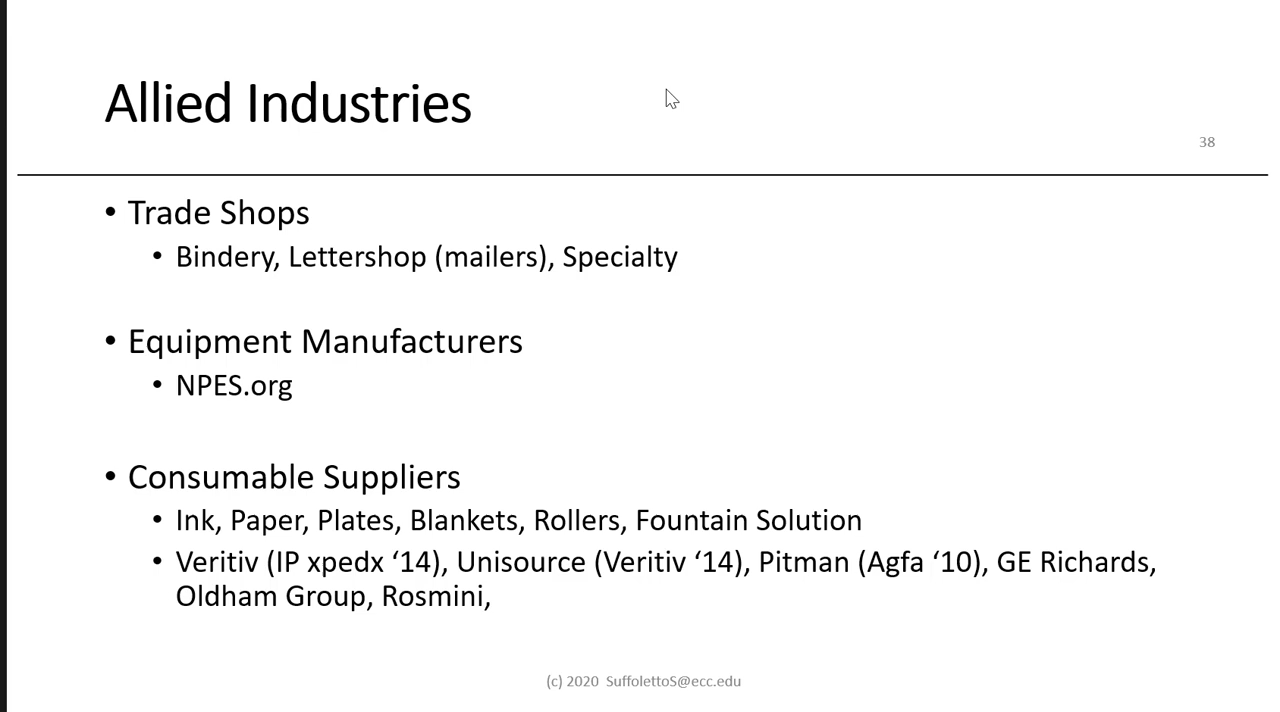 Allied Industries
38
• Trade Shops
• Bindery, Lettershop (mailers), Specialty
• Equipment Manufacturers
• NPES.org
• Consumable Suppliers
• Ink, Paper, Plates, Blankets, Rollers, Fountain Solution
• Veritiv (IP xpedx ‘14), Unisource (Veritiv ‘14), Pitman (Agfa ‘10), GE Richards,
Oldham Group, Rosmini,
(c) 2020 SuffolettoS@ecc.edu